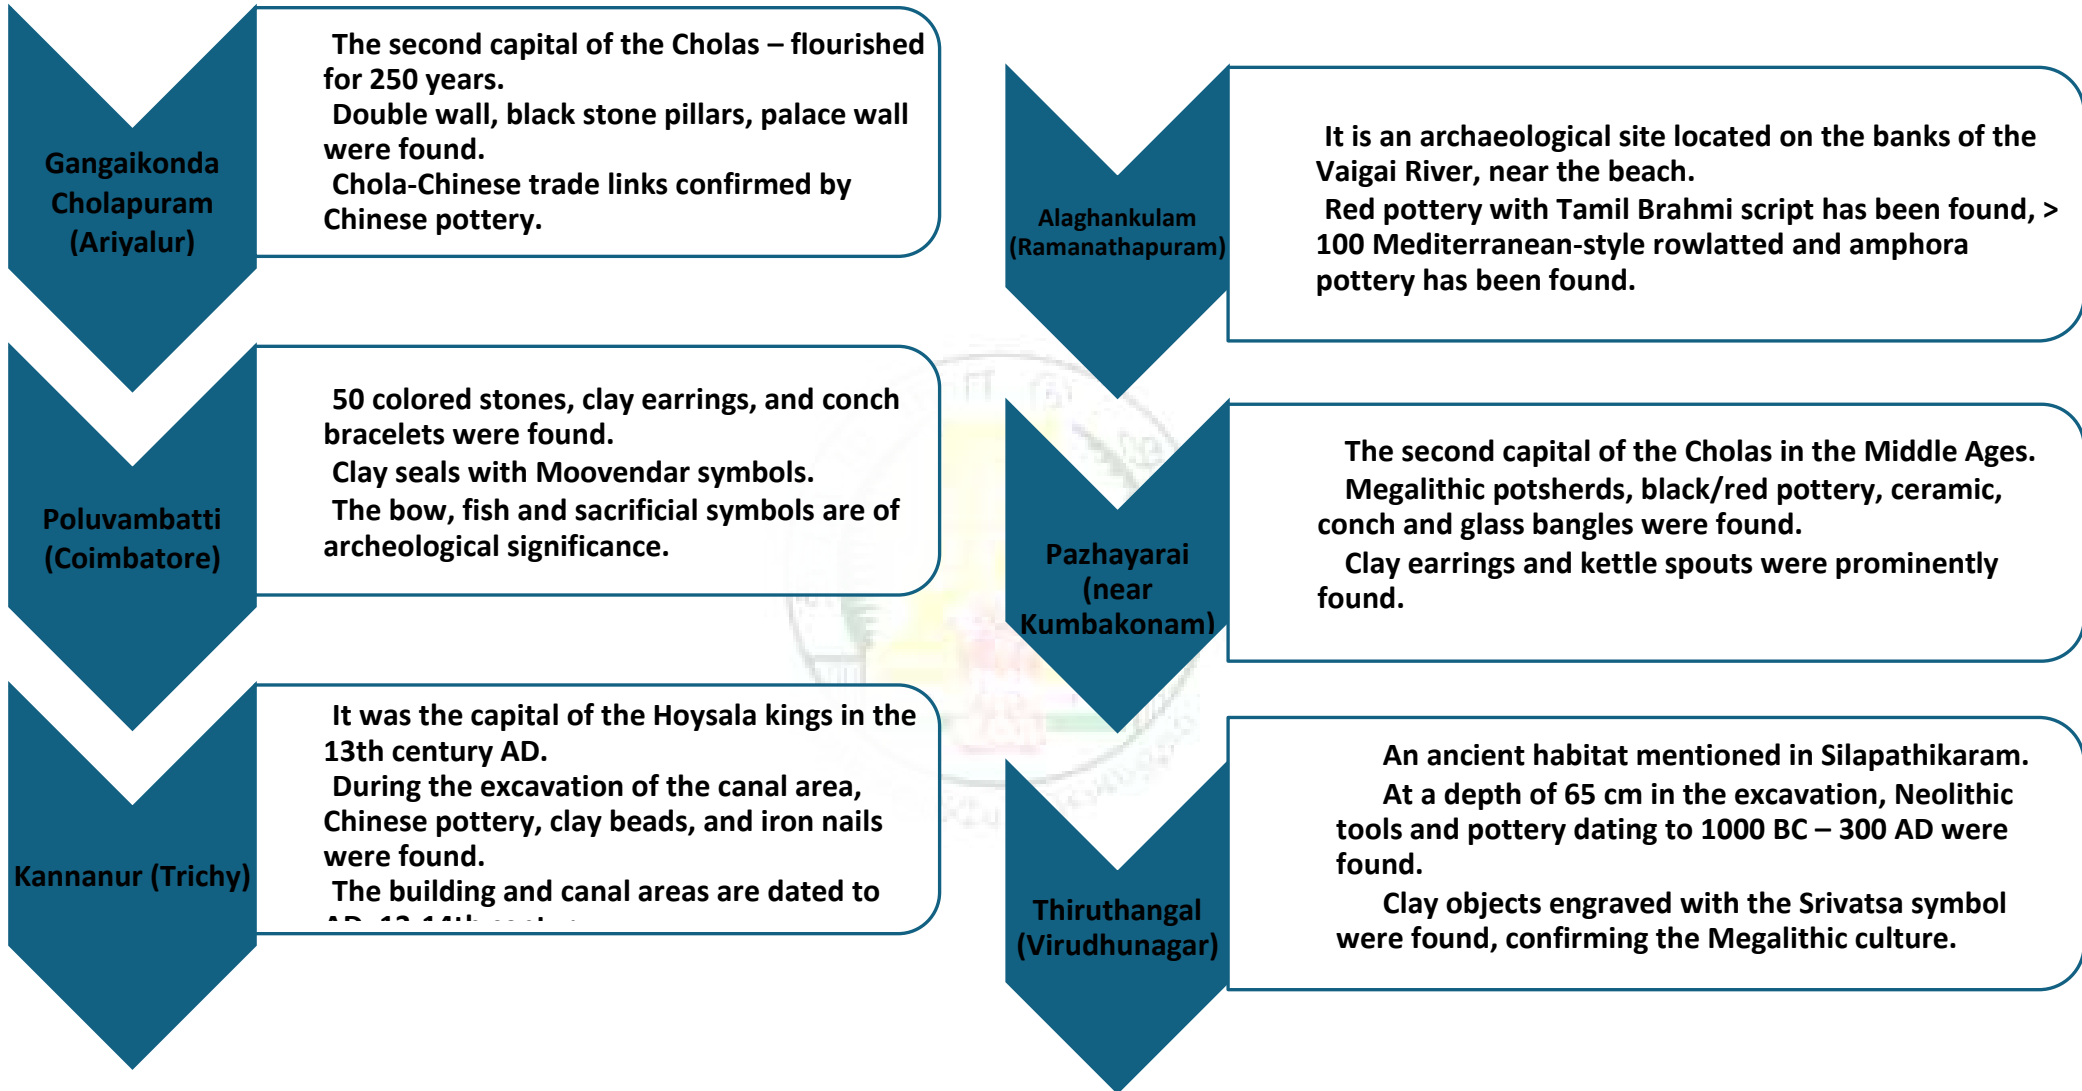 Gangaikonda
Cholapuram
(Ariyalur)
The second capital of the Cholas – flourished
for 250 years.
Double wall, black stone pillars, palace wall
were found.
Chola-Chinese trade links confirmed by
Chinese pottery.
Poluvambatti
(Coimbatore)
50 colored stones, clay earrings, and conch
bracelets were found.
Clay seals with Moovendar symbols.
The bow, fish and sacrificial symbols are of
archeological significance.
Kannanur (Trichy)
It was the capital of the Hoysala kings in the
13th century AD.
During the excavation of the canal area,
Chinese pottery, clay beads, and iron nails
were found.
The building and canal areas are dated to
Alaghankulam
(Ramanathapuram)
It is an archaeological site located on the banks of the
Vaigai River, near the beach.
Red pottery with Tamil Brahmi script has been found, >
100 Mediterranean-style rowlatted and amphora
pottery has been found.
Pazhayarai
(near
Kumbakonam)
The second capital of the Cholas in the Middle Ages.
Megalithic potsherds, black/red pottery, ceramic,
conch and glass bangles were found.
Clay earrings and kettle spouts were prominently
found.
Thiruthangal
(Virudhunagar)
An ancient habitat mentioned in Silapathikaram.
At a depth of 65 cm in the excavation, Neolithic
tools and pottery dating to 1000 BC – 300 AD were
found.
Clay objects engraved with the Srivatsa symbol
were found, confirming the Megalithic culture.